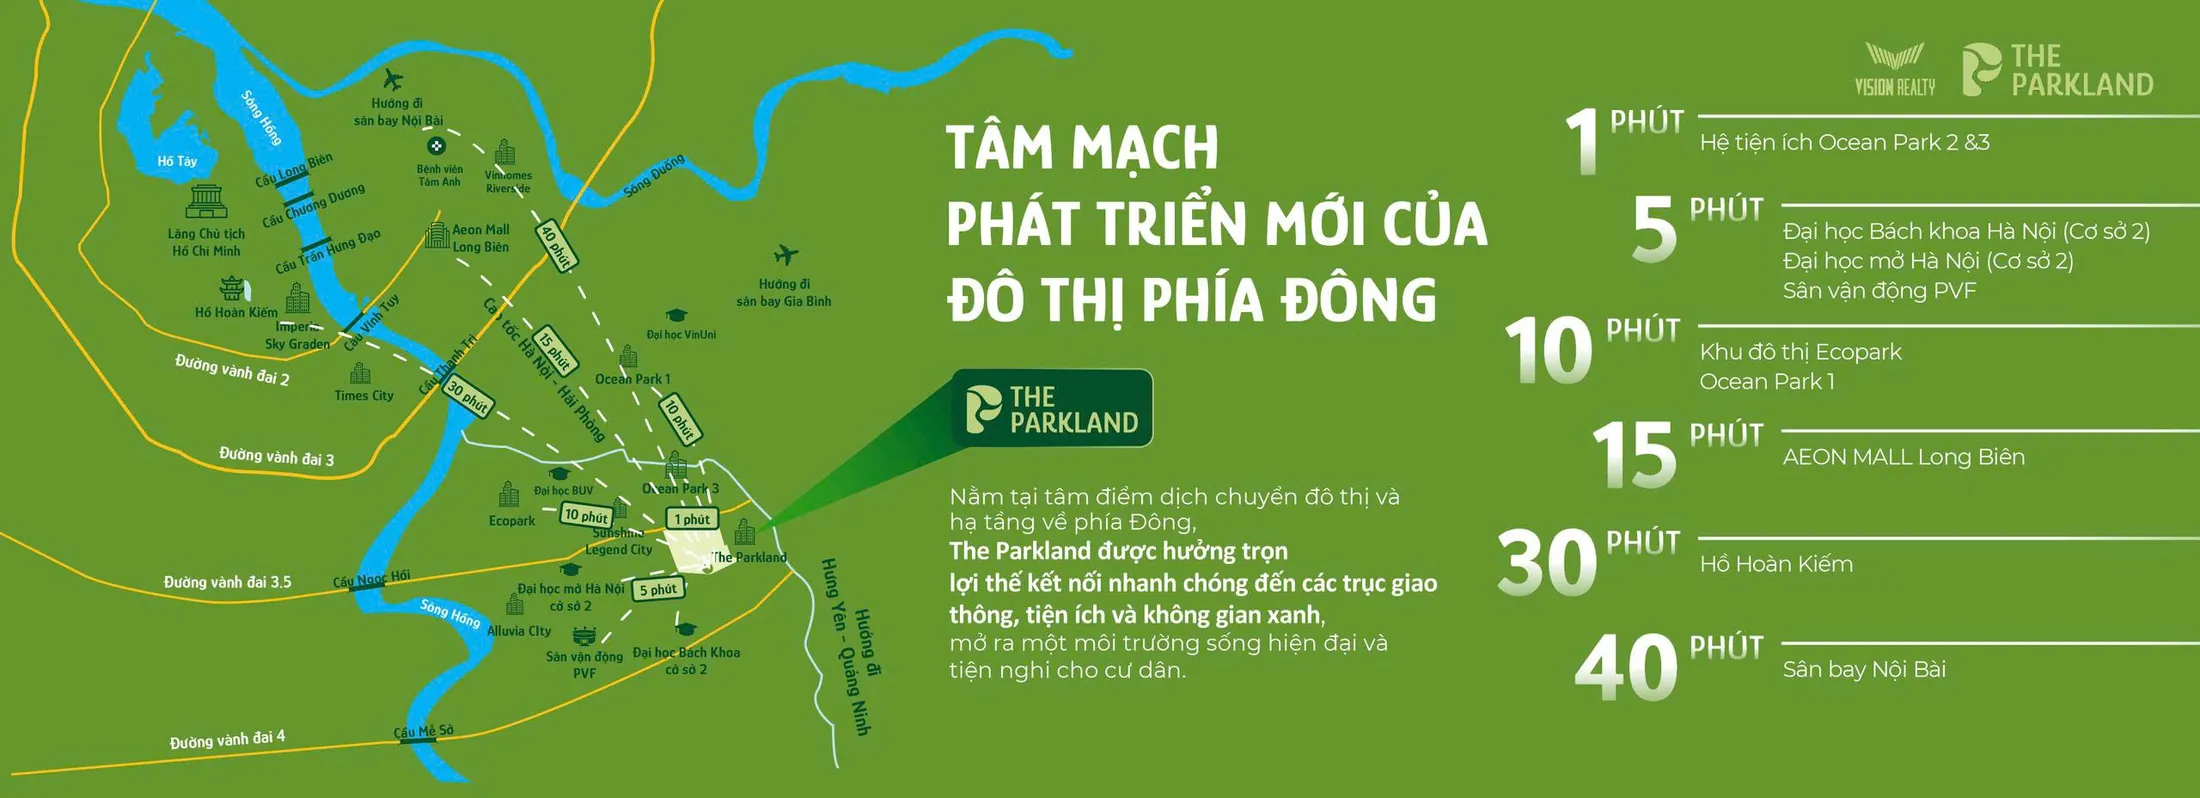 Sông Hồng
Hồ Tây
Cầu Long Biên
Cầu Chương Dương
Cầu Trần Hưng Đạo
Lăng Chủ tịch
Hồ Chí Minh
Hồ Hoàn Kiếm
Imperia
Sky Graden
Cầu Vĩnh Tuy
Times City
Cầu Thanh Trì
Đường vành đai 2
Đường vành đai 3
Hướng đi
sân bay Nội Bài
Bệnh viện
Tâm Anh
Vinhomes
Riverside
Sông Đuống
Aeon Mall
Long Biên
40 phút
Hướng đi
sân bay Gia Bình
Cao tốc Hà Nội - Hải Phòng
15 phút
Đại học VinUni
Ocean Park 1
30 phút
10 phút
Đại học BUV
Ocean Park 3
Ecopark
10 phút
Sunshine
Legend City
1 phút
The Parkland
Đường vành đai 3.5
Cầu Ngọc Hồi
Sông Hồng
Đại học mở Hà Nội
cơ sở 2
5 phút
Alluvia City
Sân vận động
PVF
Đại học Bách Khoa
cơ sở 2
Hướng đi
Hưng Yên - Quảng Ninh
Đường vành đai 4
Cầu Mễ Sở
TÂM MẠCH
PHÁT TRIỂN MỚI CỦA
ĐÔ THỊ PHÍA ĐÔNG
THE
PARKLAND
Nằm tại tâm điểm dịch chuyển đô thị và
hạ tầng về phía Đông,
The Parkland được hưởng trọn
lợi thế kết nối nhanh chóng đến các trục giao
thông, tiện ích và không gian xanh,
mở ra một môi trường sống hiện đại và
tiện nghi cho cư dân.
VISION REALTY
THE
PARKLAND
1 PHÚT
Hệ tiện ích Ocean Park 2 &3
5 PHÚT
Đại học Bách khoa Hà Nội (Cơ sở 2)
Đại học mở Hà Nội (Cơ sở 2)
Sân vận động PVF
10 PHÚT
Khu đô thị Ecopark
Ocean Park 1
15 PHÚT
AEON MALL Long Biên
30 PHÚT
Hồ Hoàn Kiếm
40 PHÚT
Sân bay Nội Bài